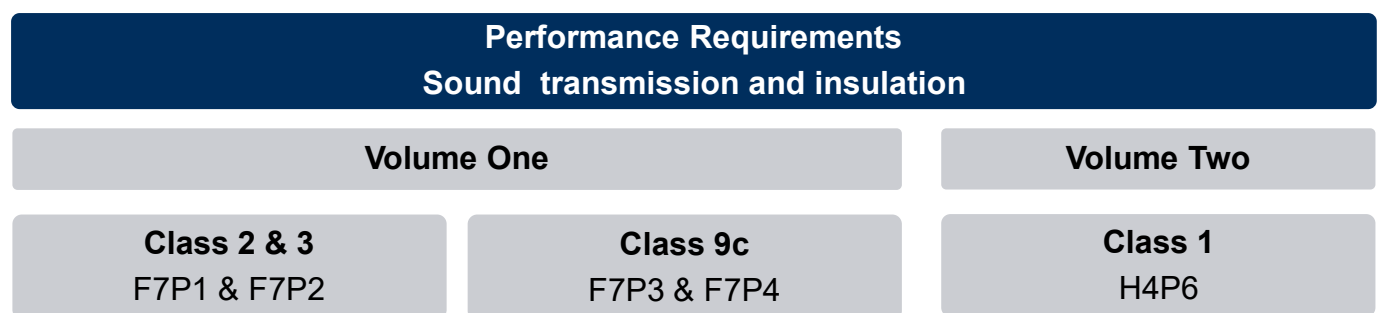 Performance Requirements
Sound transmission and insulation
Volume One
Volume Two
Class 2 & 3
F7P1 & F7P2
Class 9c
F7P3 & F7P4
Class 1
H4P6